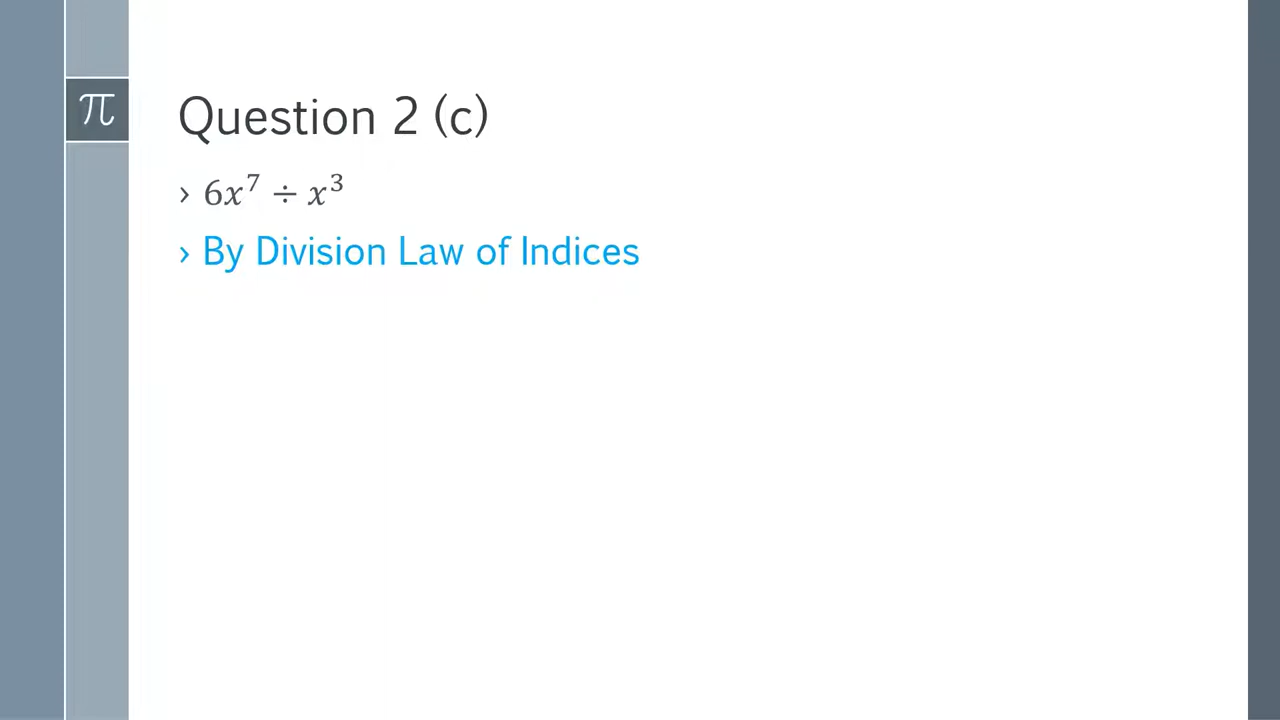 π
Question 2 (c)
› 6x⁷ ÷ x³
› By Division Law of Indices